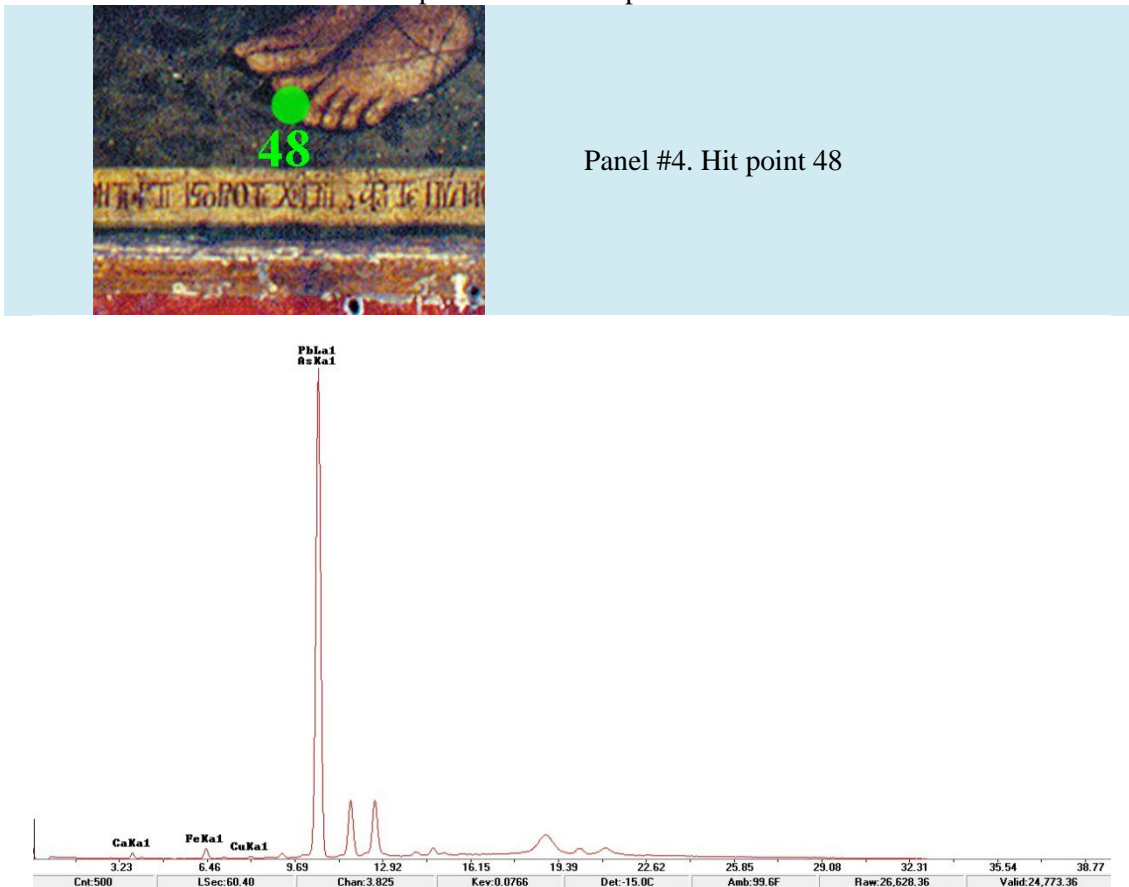 48
Panel #4. Hit point 48
PbLa1
AsKa1
CaKa1
FeKa1
CuKa1
3.23 6.46 9.69 12.92 16.15 19.39 22.62 25.85 29.08 32.31 35.54 38.77
Cnt:500 LSec:60.40 Chan:3.825 Kev:0.0766 Det:-15.0C Amb:99.6F Raw:26,628.36 Valid:24,773.36